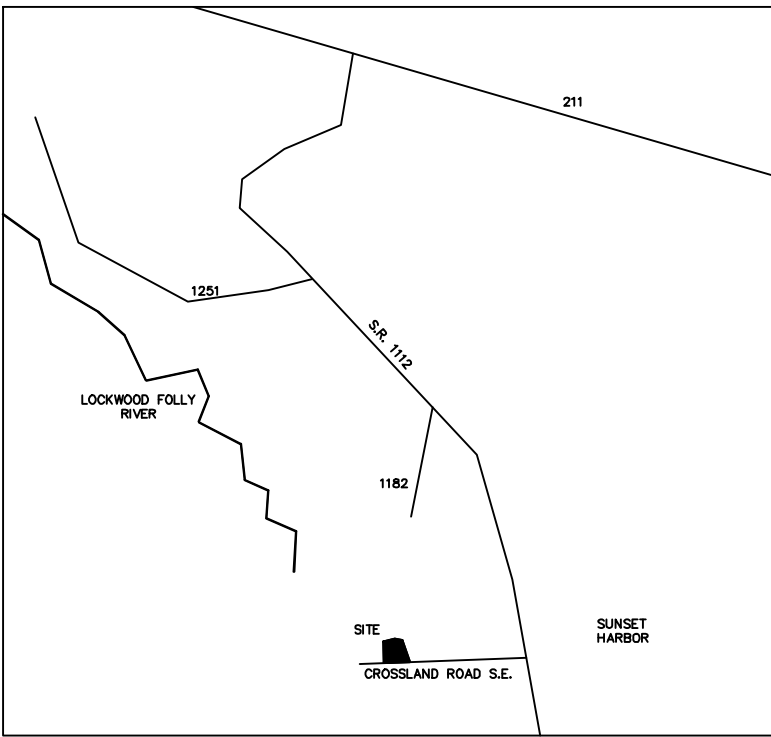 211
1251
S.R. 1112
LOCKWOOD FOLLY
RIVER
1182
SITE
SUNSET
HARBOR
CROSSLAND ROAD S.E.